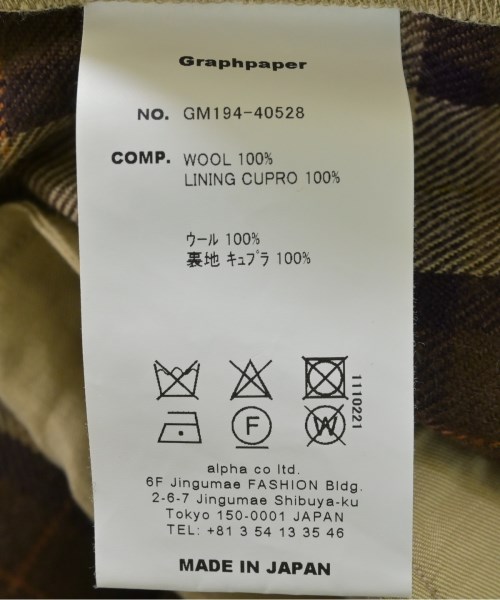 Graphpaper
NO. GM194-40528
COMP. WOOL 100%
LINING CUPRO 100%
ウール 100%
裏地 ｷｭﾌﾟﾗ 100%
1110221
F
W
alpha co ltd.
6F Jingumae FASHION Bldg.
2-6-7 Jingumae Shibuya-ku
Tokyo 150-0001 JAPAN
TEL: +81 3 54 13 35 46
MADE IN JAPAN